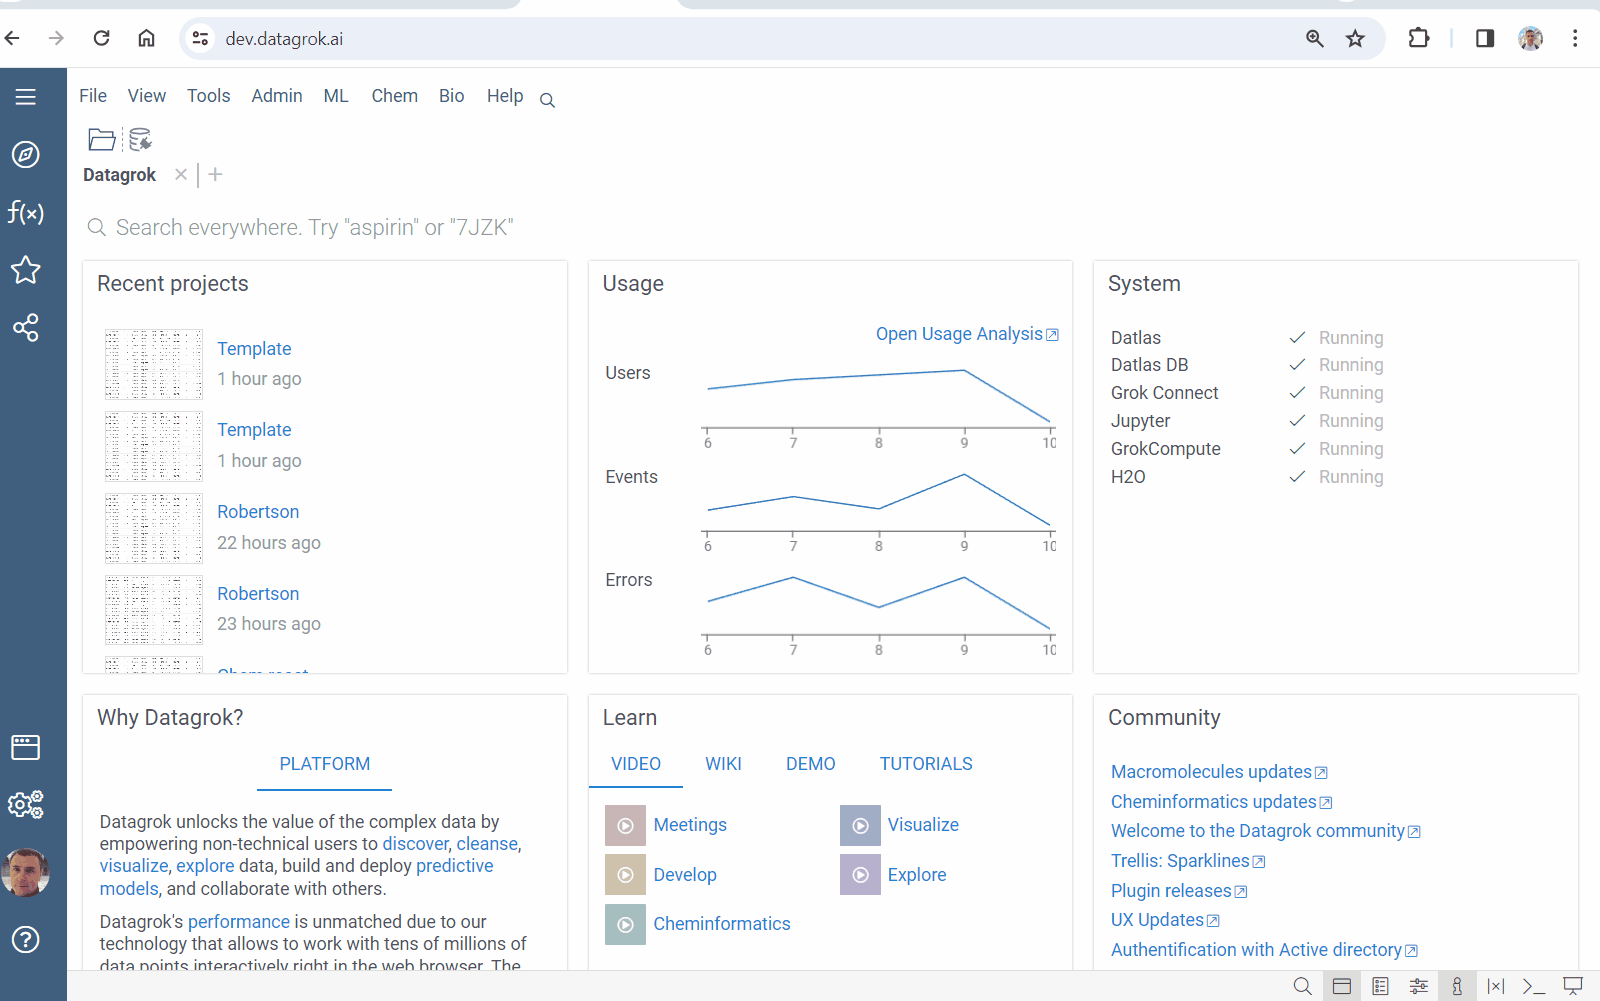 dev.datagrok.ai
File View Tools Admin ML Chem Bio Help
Datagrok
f(x)
Search everywhere. Try "aspirin" or "7JZK"
Recent projects
Template
1 hour ago
Template
1 hour ago
Robertson
22 hours ago
Robertson
23 hours ago
Usage
Open Usage Analysis
Users
6 7 8 9 10
Events
6 7 8 9 10
Errors
6 7 8 9 10
System
Datlas Running
Datlas DB Running
Grok Connect Running
Jupyter Running
GrokCompute Running
H2O Running
Why Datagrok?
PLATFORM
Datagrok unlocks the value of the complex data by
empowering non-technical users to discover, cleanse,
visualize, explore data, build and deploy predictive
models, and collaborate with others.
Datagrok's performance is unmatched due to our
technology that allows to work with tens of millions of
data points interactively right in the web browser. The
Learn
VIDEO WIKI DEMO TUTORIALS
Meetings Visualize
Develop Explore
Cheminformatics
Community
Macromolecules updates
Cheminformatics updates
Welcome to the Datagrok community
Trellis: Sparklines
Plugin releases
UX Updates
Authentification with Active directory